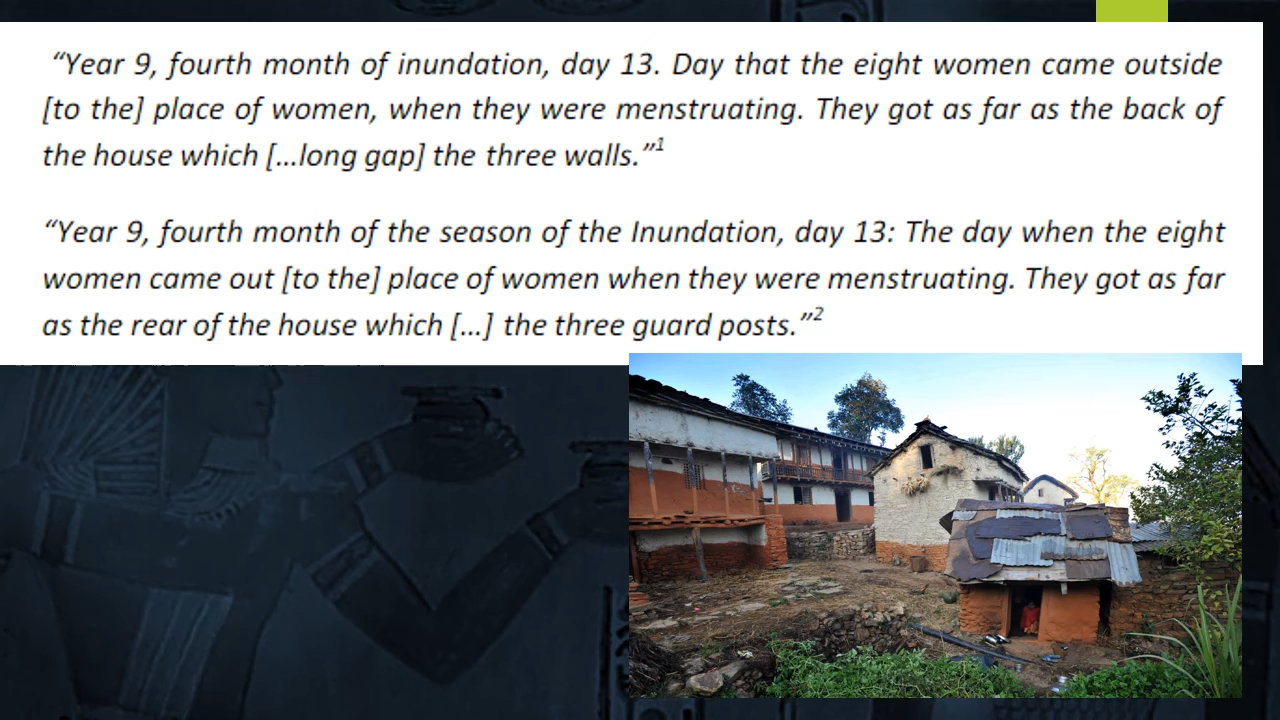 “Year 9, fourth month of inundation, day 13. Day that the eight women came outside
[to the] place of women, when they were menstruating. They got as far as the back of
the house which […long gap] the three walls.”1
“Year 9, fourth month of the season of the Inundation, day 13: The day when the eight
women came out [to the] place of women when they were menstruating. They got as far
as the rear of the house which […] the three guard posts.”2